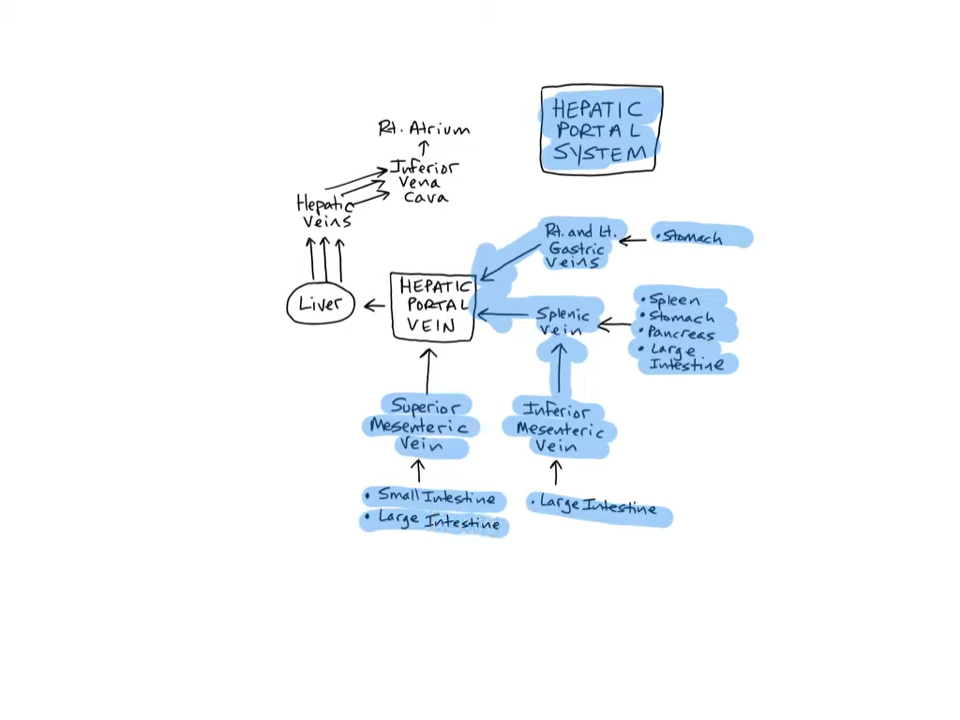 HEPATIC
PORTAL
SYSTEM
Rt. Atrium
Inferior
Vena
Cava
Hepatic
Veins
Liver
HEPATIC
PORTAL
VEIN
Rt. and Lt.
Gastric
Veins
• Stomach
Splenic
Vein
• Spleen
• Stomach
• Pancreas
• Large
Intestine
Superior
Mesenteric
Vein
• Small Intestine
• Large Intestine
Inferior
Mesenteric
Vein
• Large Intestine